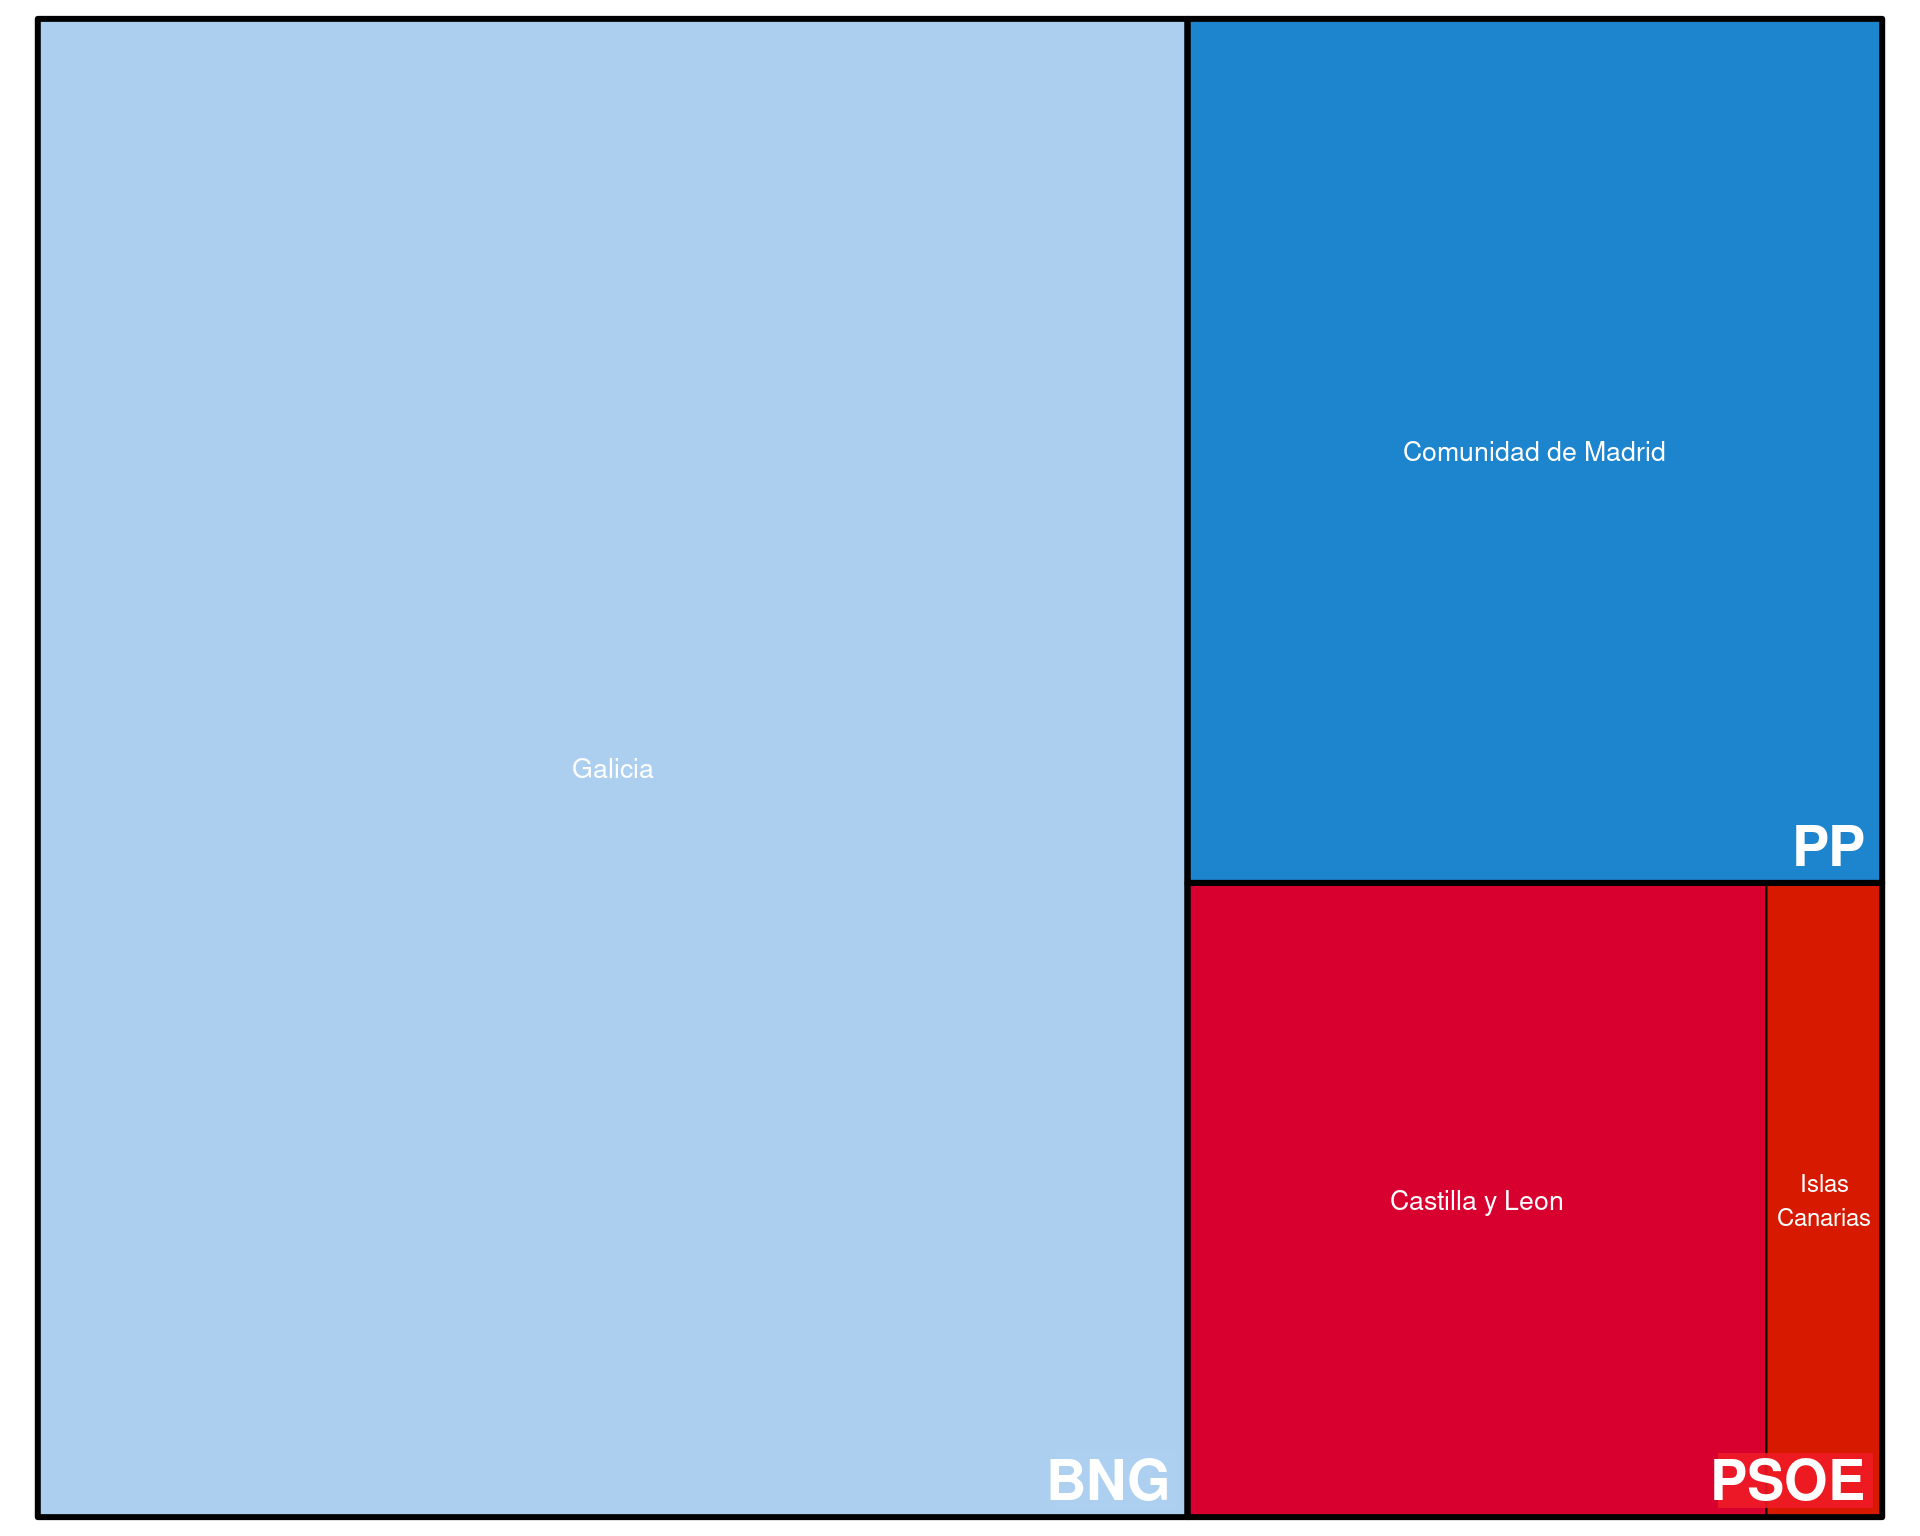 Comunidad de Madrid
Galicia
PP
Castilla y Leon
Islas
Canarias
BNG
PSOE